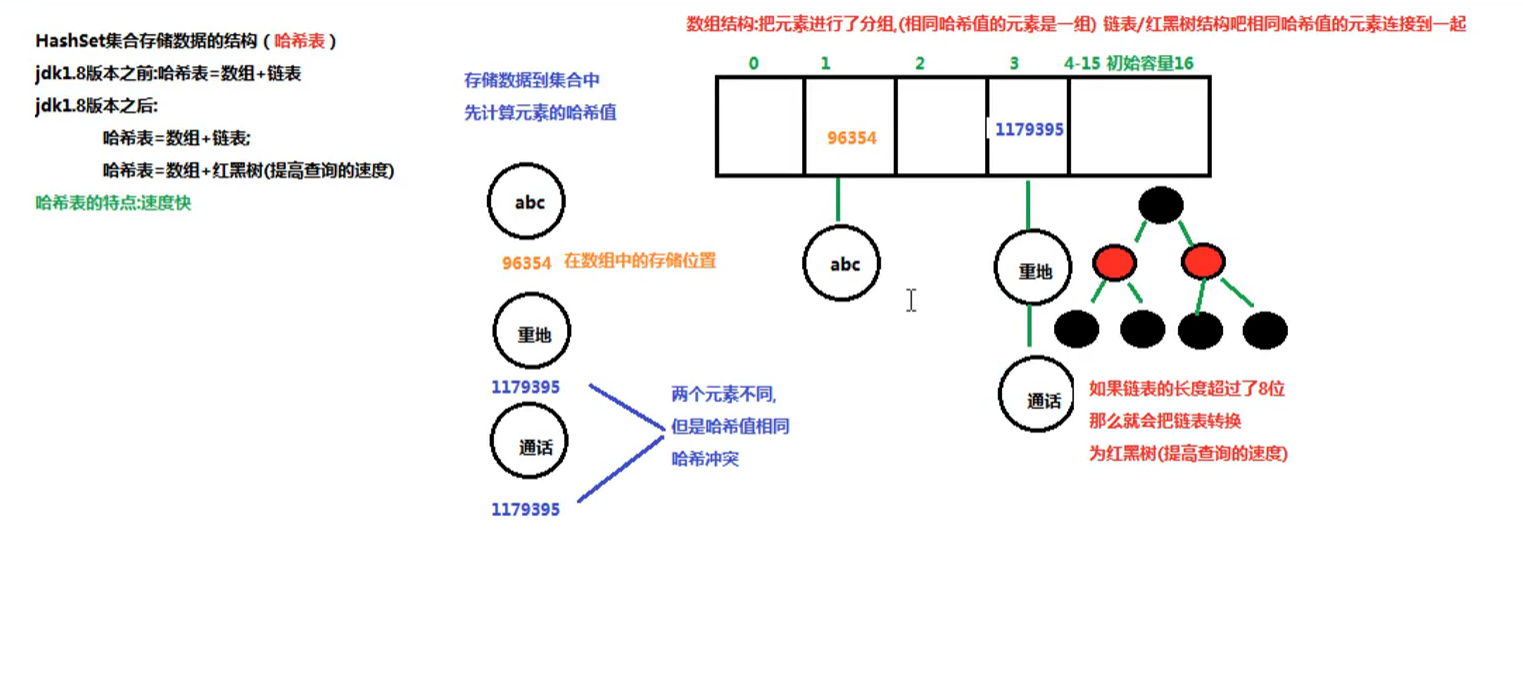 HashSet集合存储数据的结构（哈希表）
jdk1.8版本之前:哈希表=数组+链表
jdk1.8版本之后:
哈希表=数组+链表;
哈希表=数组+红黑树(提高查询的速度)
哈希表的特点:速度快
存储数据到集合中
先计算元素的哈希值
abc
96354 在数组中的存储位置
重地
1179395
通话
1179395
两个元素不同,
但是哈希值相同
哈希冲突
数组结构:把元素进行了分组,(相同哈希值的元素是一组) 链表/红黑树结构吧相同哈希值的元素连接到一起
0 1 2 3 4-15 初始容量16
96354 1179395
abc
重地
通话
如果链表的长度超过了8位
那么就会把链表转换
为红黑树(提高查询的速度)